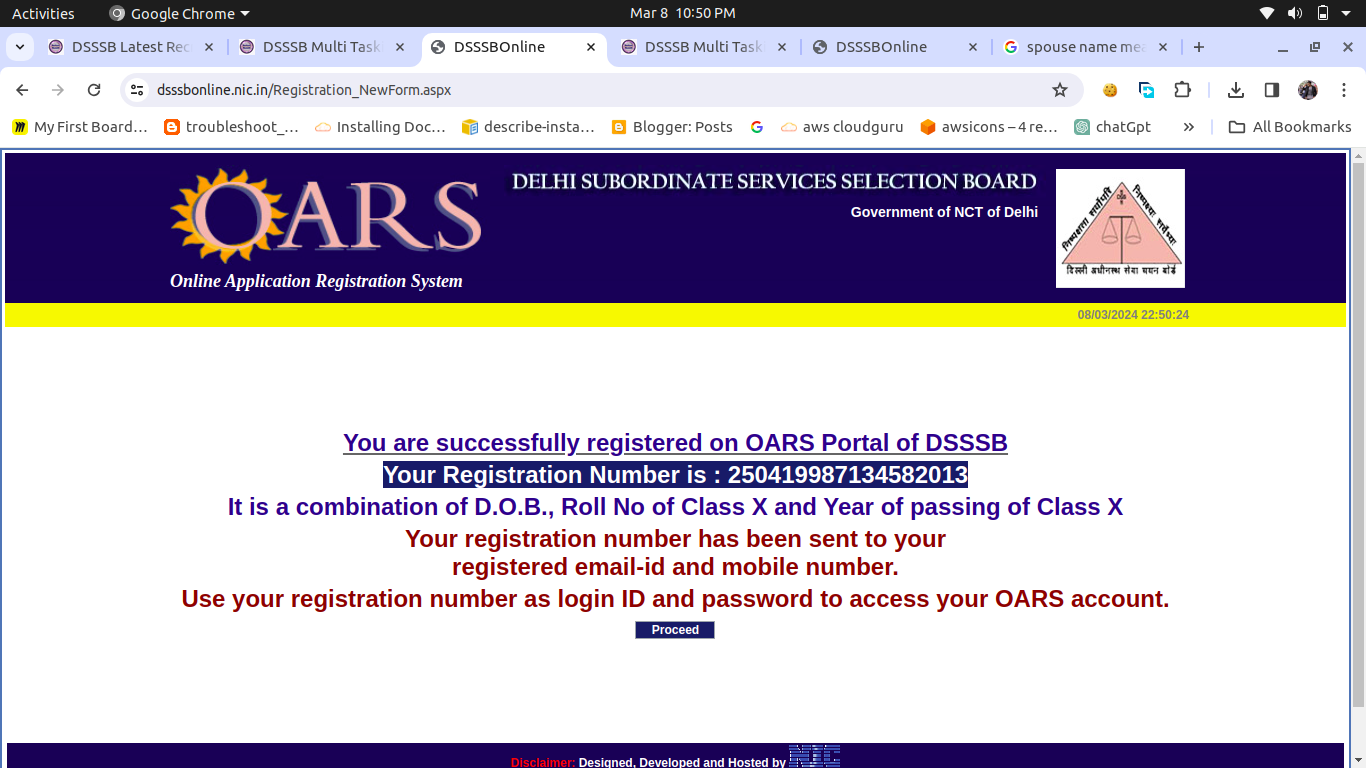 Activities Google Chrome Mar 8 10:50 PM
DSSSB Latest Rec DSSSB Multi Task DSSSBOnline DSSSB Multi Task DSSSBOnline spouse name mea
dsssbonline.nic.in/Registration_NewForm.aspx
My First Board... troubleshoot_... Installing Doc... describe-insta... Blogger: Posts aws cloudguru awsicons – 4 re... chatGpt All Bookmarks
OARS
DELHI SUBORDINATE SERVICES SELECTION BOARD
Government of NCT of Delhi
Online Application Registration System
दिल्ली अधीनस्थ सेवा चयन बोर्ड
08/03/2024 22:50:24
You are successfully registered on OARS Portal of DSSSB
Your Registration Number is : 250419987134582013
It is a combination of D.O.B., Roll No of Class X and Year of passing of Class X
Your registration number has been sent to your
registered email-id and mobile number.
Use your registration number as login ID and password to access your OARS account.
Proceed
Disclaimer: Designed, Developed and Hosted by